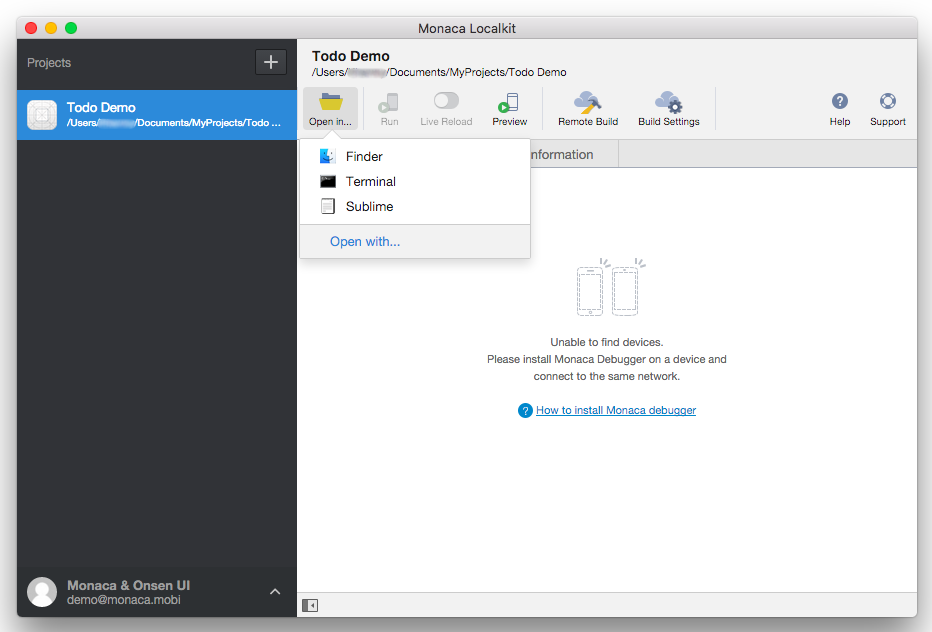 Monaca Localkit
Projects
Todo Demo
/Users/ /Documents/MyProjects/Todo ...
Todo Demo
/Users/ /Documents/MyProjects/Todo Demo
Open in...
Run
Live Reload
Preview
Remote Build
Build Settings
Help
Support
Finder
Terminal
Sublime
Open with...
nformation
Unable to find devices.
Please install Monaca Debugger on a device and
connect to the same network.
? How to install Monaca debugger
Monaca & Onsen UI
demo@monaca.mobi